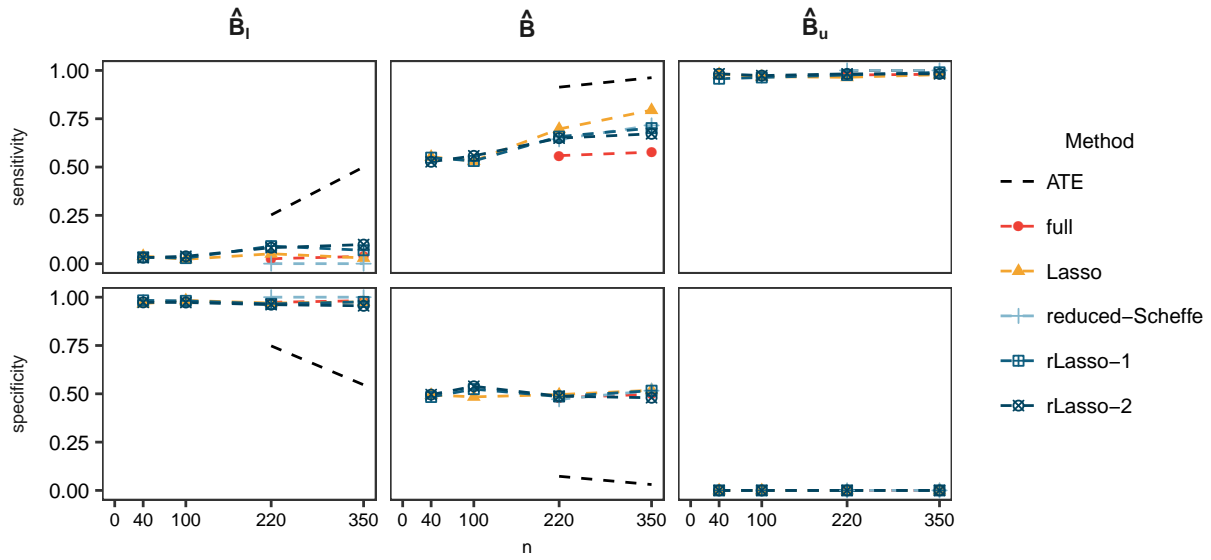 B̂ₗ B̂ B̂ᵤ
sensitivity
1.00
0.75
0.50
0.25
0.00
specificity
1.00
0.75
0.50
0.25
0.00
0 40 100 220 350
0 40 100 220 350
0 40 100 220 350
n
Method
ATE
full
Lasso
reduced−Scheffe
rLasso−1
rLasso−2